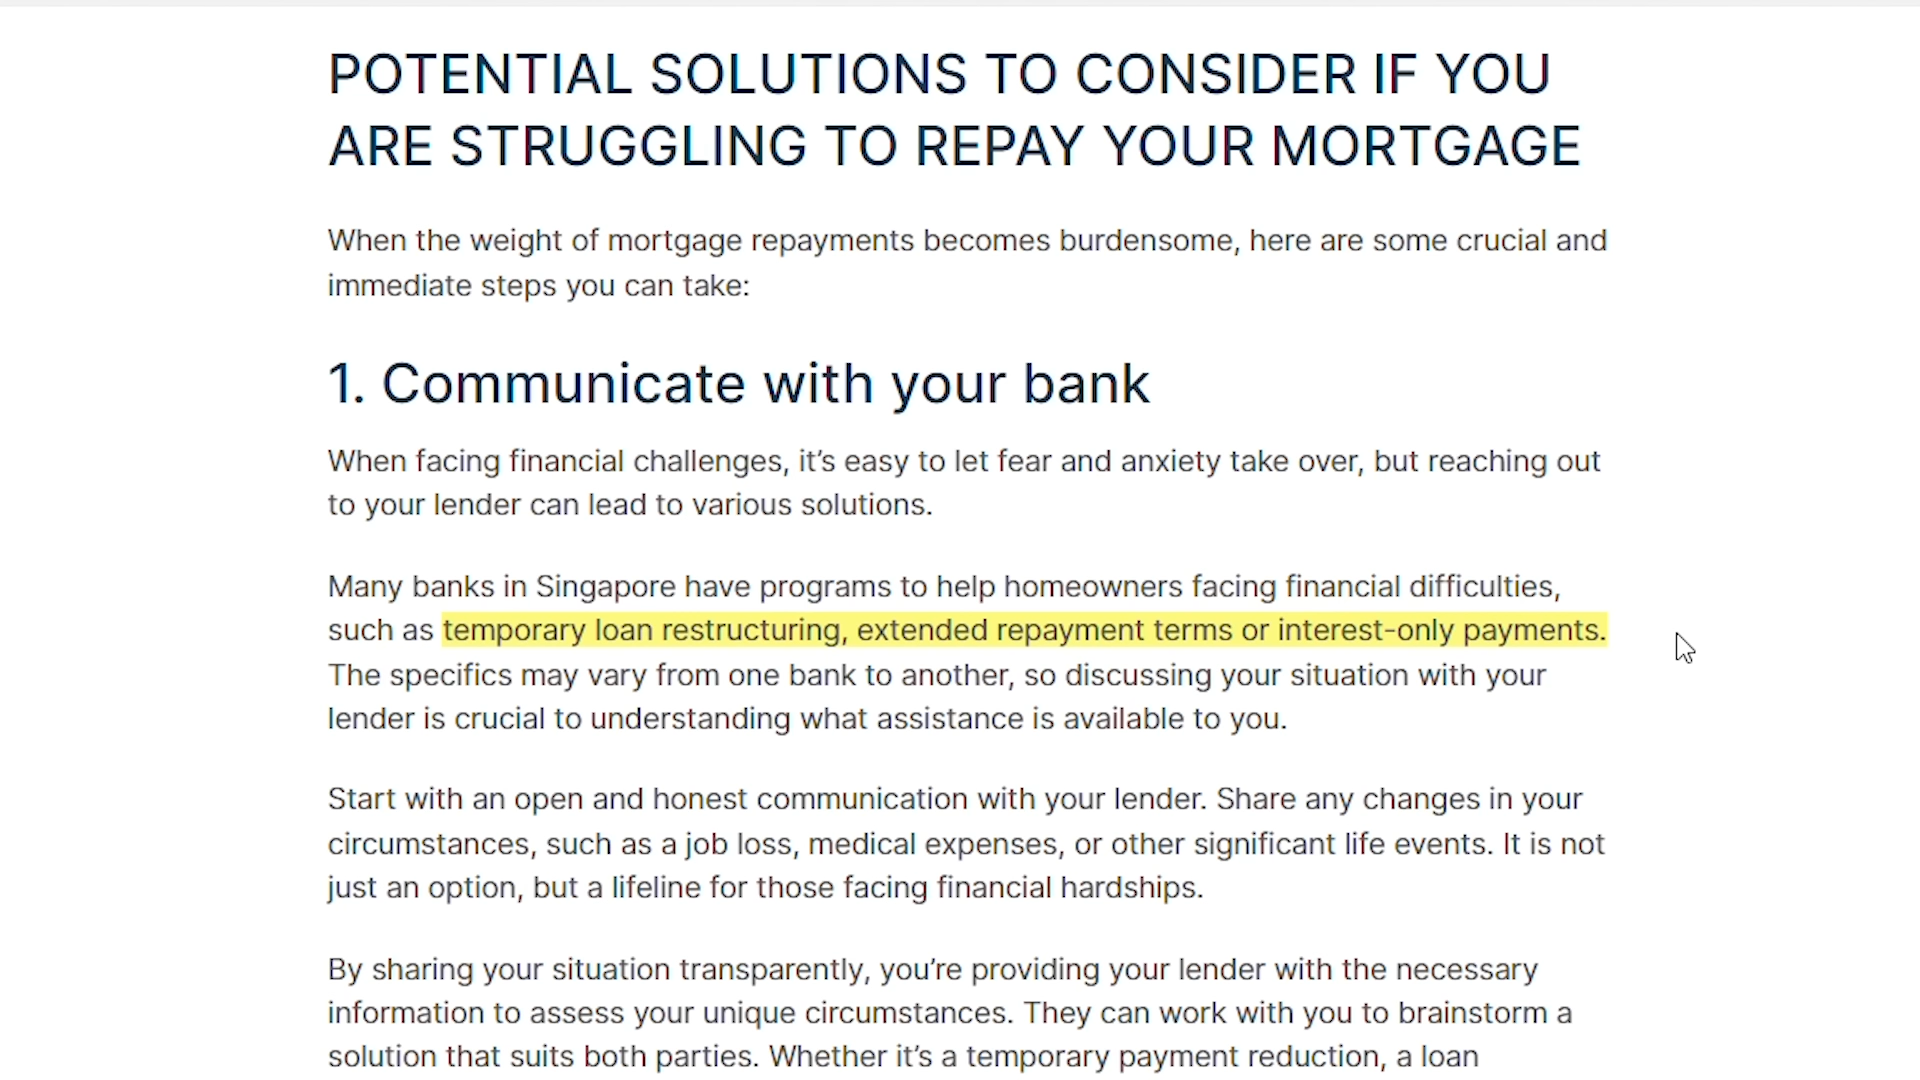 POTENTIAL SOLUTIONS TO CONSIDER IF YOU
ARE STRUGGLING TO REPAY YOUR MORTGAGE
When the weight of mortgage repayments becomes burdensome, here are some crucial and
immediate steps you can take:
1. Communicate with your bank
When facing financial challenges, it’s easy to let fear and anxiety take over, but reaching out
to your lender can lead to various solutions.
Many banks in Singapore have programs to help homeowners facing financial difficulties,
such as temporary loan restructuring, extended repayment terms or interest-only payments.
The specifics may vary from one bank to another, so discussing your situation with your
lender is crucial to understanding what assistance is available to you.
Start with an open and honest communication with your lender. Share any changes in your
circumstances, such as a job loss, medical expenses, or other significant life events. It is not
just an option, but a lifeline for those facing financial hardships.
By sharing your situation transparently, you’re providing your lender with the necessary
information to assess your unique circumstances. They can work with you to brainstorm a
solution that suits both parties. Whether it’s a temporary payment reduction, a loan